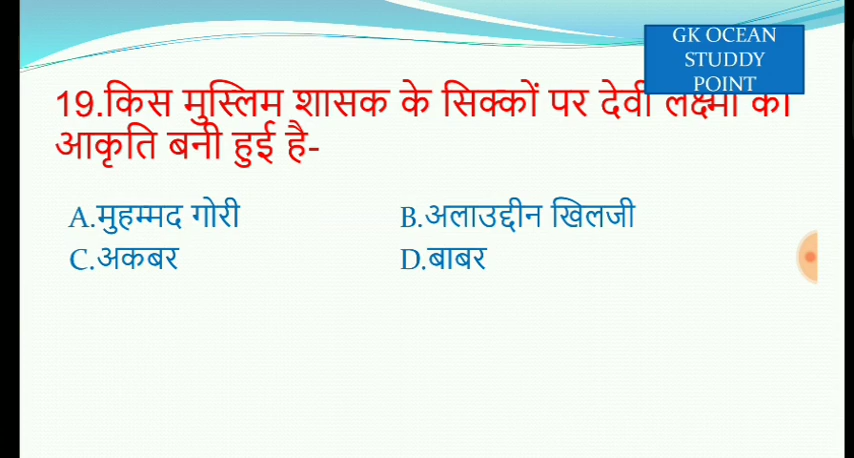 GK OCEAN
STUDDY
POINT
19.किस मुस्लिम शासक के सिक्कों पर देवी लक्ष्मी की
आकृति बनी हुई है-
A.मुहम्मद गोरी B.अलाउद्दीन खिलजी
C.अकबर D.बाबर